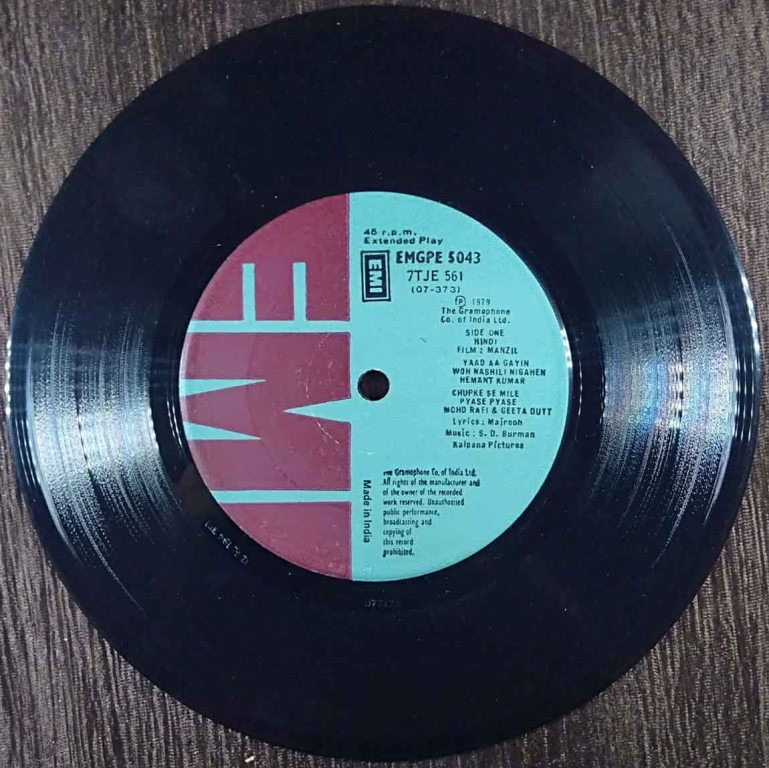 45 r.p.m.
Extended Play
EMI
EMGPE 5043
7TJE 561
(07-373)
Ⓟ 1979
The Gramophone
Co. of India Ltd.
SIDE ONE
HINDI
FILM : MANZIL
YAAD AA GAYIN
WOH NASHILI NIGAHEN
HEMANT KUMAR
CHUPKE SE MILE
PYASE PYASE
MOHD RAFI & GEETA DUTT
Lyrics : Majrooh
Music : S. D. Burman
Kalpana Pictures
The Gramophone Co. of India Ltd.
All rights of the manufacturer and
of the owner of the recorded
work reserved. Unauthorised
public performance,
broadcasting and
copying of
this record
prohibited.
Made in India
EMI